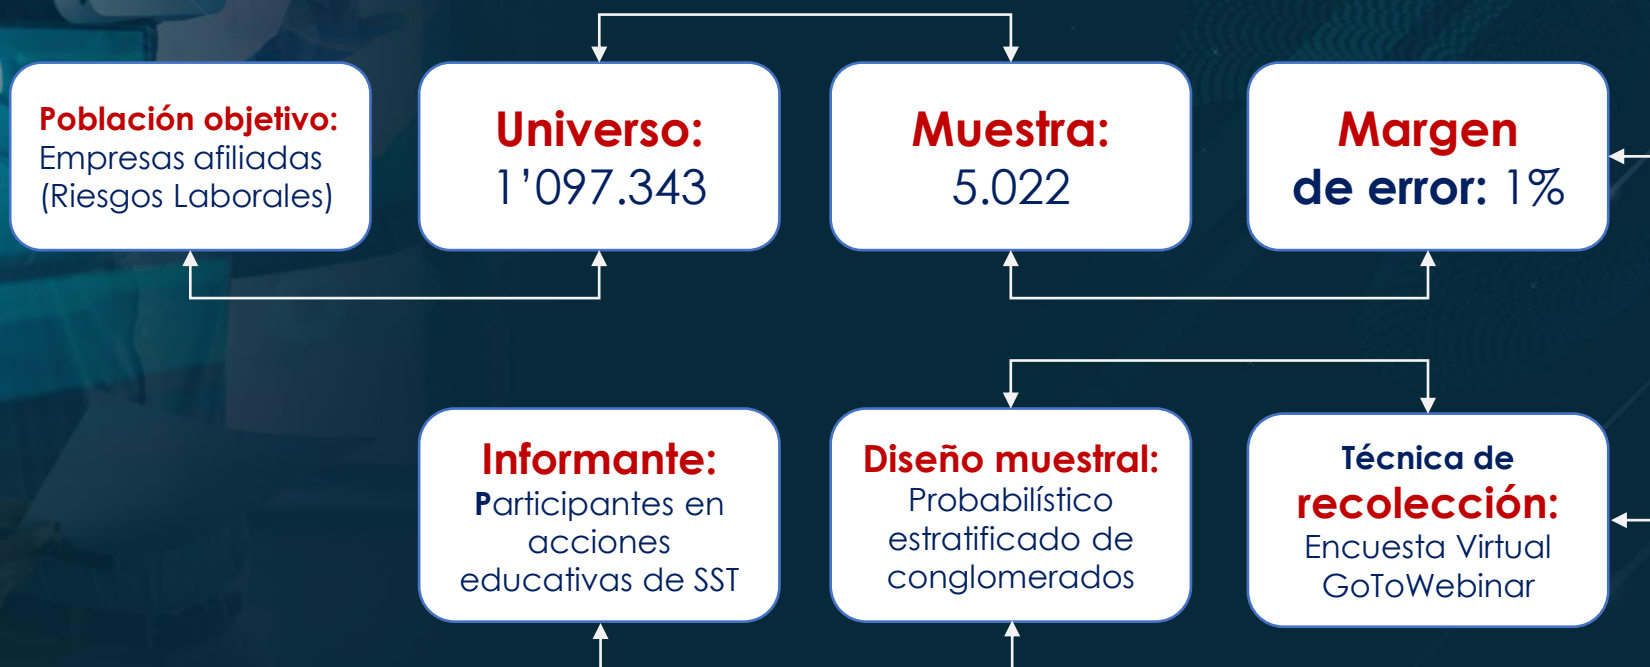 Población objetivo:
Empresas afiliadas
(Riesgos Laborales)
Universo:
1’097.343
Muestra:
5.022
Margen
de error: 1%
Informante:
Participantes en
acciones
educativas de SST
Diseño muestral:
Probabilístico
estratificado de
conglomerados
Técnica de
recolección:
Encuesta Virtual
GoToWebinar